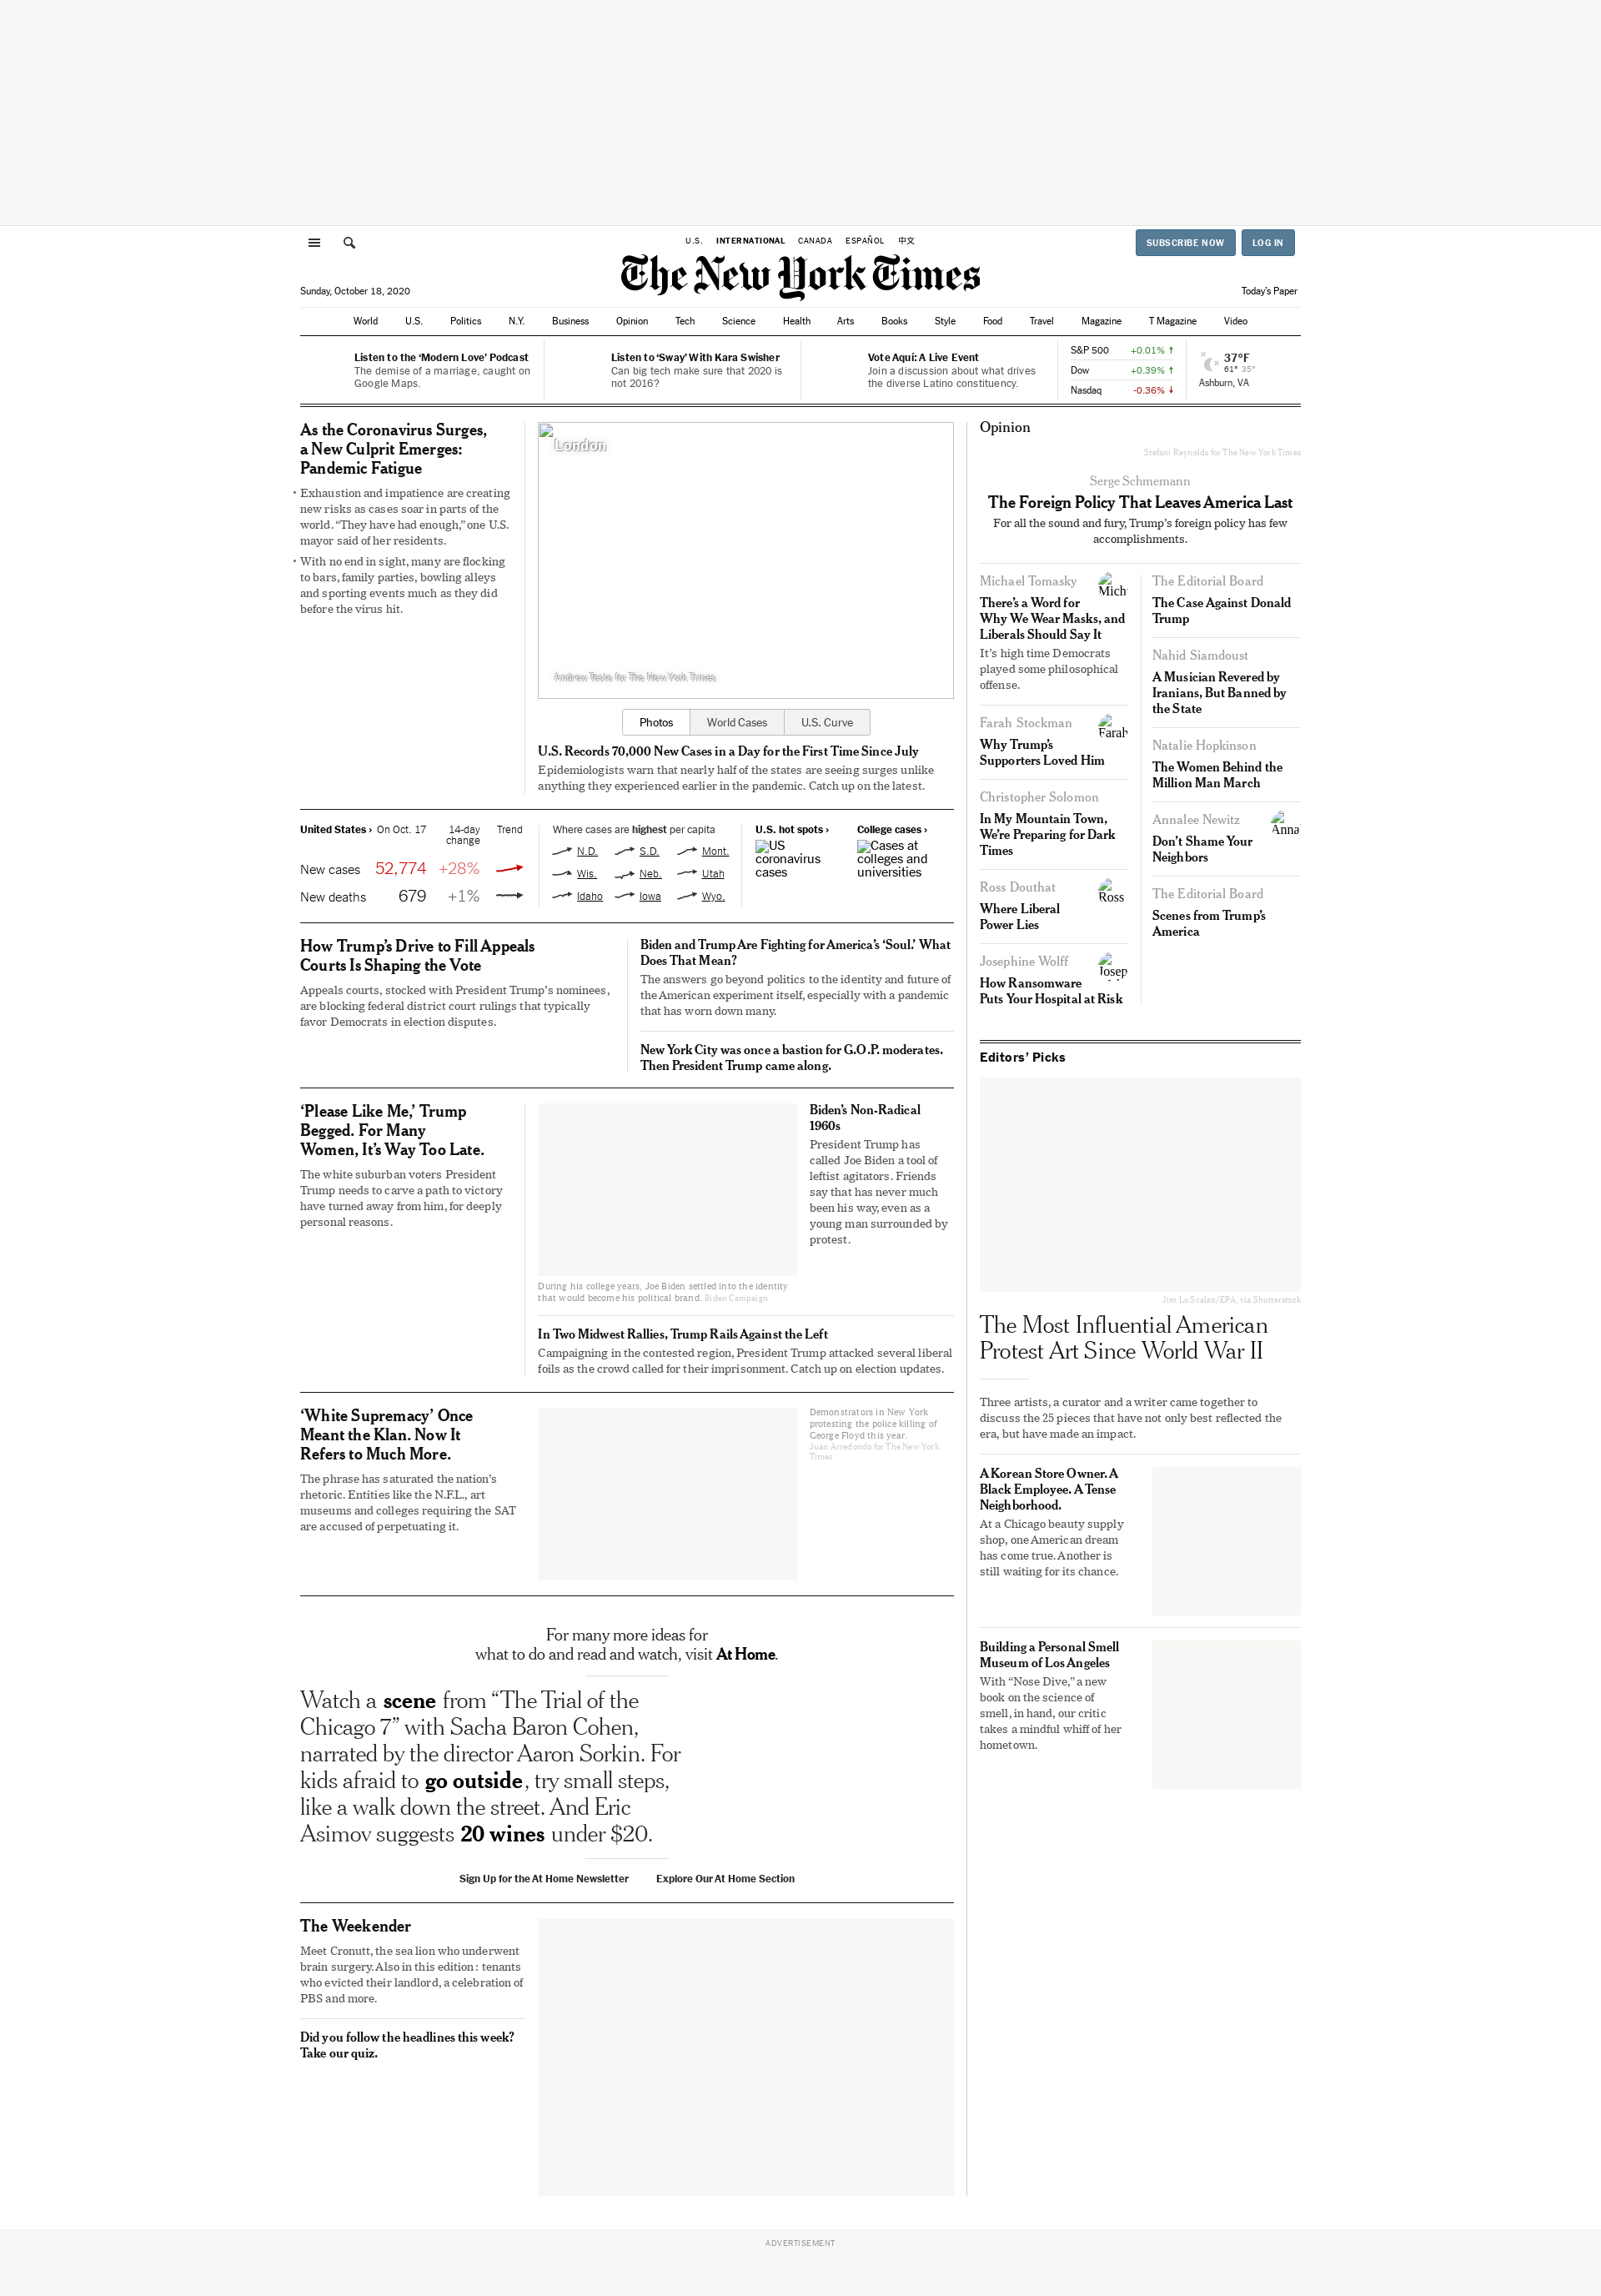 U.S. INTERNATIONAL CANADA ESPAÑOL 中文
SUBSCRIBE NOW LOG IN
The New York Times
Sunday, October 18, 2020
Today's Paper
World U.S. Politics N.Y. Business Opinion Tech Science Health Arts Books Style Food Travel Magazine T Magazine Video
Listen to the ‘Modern Love’ Podcast
The demise of a marriage, caught on
Google Maps.
Listen to ‘Sway’ With Kara Swisher
Can big tech make sure that 2020 is
not 2016?
Vote Aquí: A Live Event
Join a discussion about what drives
the diverse Latino constituency.
S&P 500 +0.01%
Dow +0.39%
Nasdaq -0.36%
37°F
61° 35°
Ashburn, VA
As the Coronavirus Surges,
a New Culprit Emerges:
Pandemic Fatigue
• Exhaustion and impatience are creating
new risks as cases soar in parts of the
world. “They have had enough,” one U.S.
mayor said of her residents.
• With no end in sight, many are flocking
to bars, family parties, bowling alleys
and sporting events much as they did
before the virus hit.
London
Andrew Testa for The New York Times
Photos World Cases U.S. Curve
U.S. Records 70,000 New Cases in a Day for the First Time Since July
Epidemiologists warn that nearly half of the states are seeing surges unlike
anything they experienced earlier in the pandemic. Catch up on the latest.
United States › On Oct. 17 14-day Trend
change
New cases 52,774 +28%
New deaths 679 +1%
Where cases are highest per capita
N.D. S.D. Mont.
Wis. Neb. Utah
Idaho Iowa Wyo.
U.S. hot spots ›
US
coronavirus
cases
College cases ›
Cases at
colleges and
universities
How Trump’s Drive to Fill Appeals
Courts Is Shaping the Vote
Appeals courts, stocked with President Trump’s nominees,
are blocking federal district court rulings that typically
favor Democrats in election disputes.
Biden and Trump Are Fighting for America’s ‘Soul.’ What
Does That Mean?
The answers go beyond politics to the identity and future of
the American experiment itself, especially with a pandemic
that has worn down many.
New York City was once a bastion for G.O.P. moderates.
Then President Trump came along.
‘Please Like Me,’ Trump
Begged. For Many
Women, It’s Way Too Late.
The white suburban voters President
Trump needs to carve a path to victory
have turned away from him, for deeply
personal reasons.
During his college years, Joe Biden settled into the identity
that would become his political brand. Biden Campaign
Biden’s Non-Radical
1960s
President Trump has
called Joe Biden a tool of
leftist agitators. Friends
say that has never much
been his way, even as a
young man surrounded by
protest.
In Two Midwest Rallies, Trump Rails Against the Left
Campaigning in the contested region, President Trump attacked several liberal
foils as the crowd called for their imprisonment. Catch up on election updates.
‘White Supremacy’ Once
Meant the Klan. Now It
Refers to Much More.
The phrase has saturated the nation’s
rhetoric. Entities like the N.F.L., art
museums and colleges requiring the SAT
are accused of perpetuating it.
Demonstrators in New York
protesting the police killing of
George Floyd this year.
Juan Arredondo for The New York
Times
For many more ideas for
what to do and read and watch, visit At Home.
Watch a scene from “The Trial of the
Chicago 7” with Sacha Baron Cohen,
narrated by the director Aaron Sorkin. For
kids afraid to go outside, try small steps,
like a walk down the street. And Eric
Asimov suggests 20 wines under $20.
Sign Up for the At Home Newsletter Explore Our At Home Section
The Weekender
Meet Cronutt, the sea lion who underwent
brain surgery. Also in this edition: tenants
who evicted their landlord, a celebration of
PBS and more.
Did you follow the headlines this week?
Take our quiz.
Opinion
Stefani Reynolds for The New York Times
Serge Schmemann
The Foreign Policy That Leaves America Last
For all the sound and fury, Trump’s foreign policy has few
accomplishments.
Michael Tomasky
Mich
There’s a Word for
Why We Wear Masks, and
Liberals Should Say It
It’s high time Democrats
played some philosophical
offense.
Farah Stockman
Farah
Why Trump’s
Supporters Loved Him
Christopher Solomon
In My Mountain Town,
We’re Preparing for Dark
Times
Ross Douthat
Ross
Where Liberal
Power Lies
Josephine Wolff
Josep
How Ransomware
Puts Your Hospital at Risk
The Editorial Board
The Case Against Donald
Trump
Nahid Siamdoust
A Musician Revered by
Iranians, But Banned by
the State
Natalie Hopkinson
The Women Behind the
Million Man March
Annalee Newitz
Anna
Don’t Shame Your
Neighbors
The Editorial Board
Scenes from Trump’s
America
Editors’ Picks
Jim Lo Scalzo/EPA, via Shutterstock
The Most Influential American
Protest Art Since World War II
Three artists, a curator and a writer came together to
discuss the 25 pieces that have not only best reflected the
era, but have made an impact.
A Korean Store Owner. A
Black Employee. A Tense
Neighborhood.
At a Chicago beauty supply
shop, one American dream
has come true. Another is
still waiting for its chance.
Building a Personal Smell
Museum of Los Angeles
With “Nose Dive,” a new
book on the science of
smell, in hand, our critic
takes a mindful whiff of her
hometown.
ADVERTISEMENT